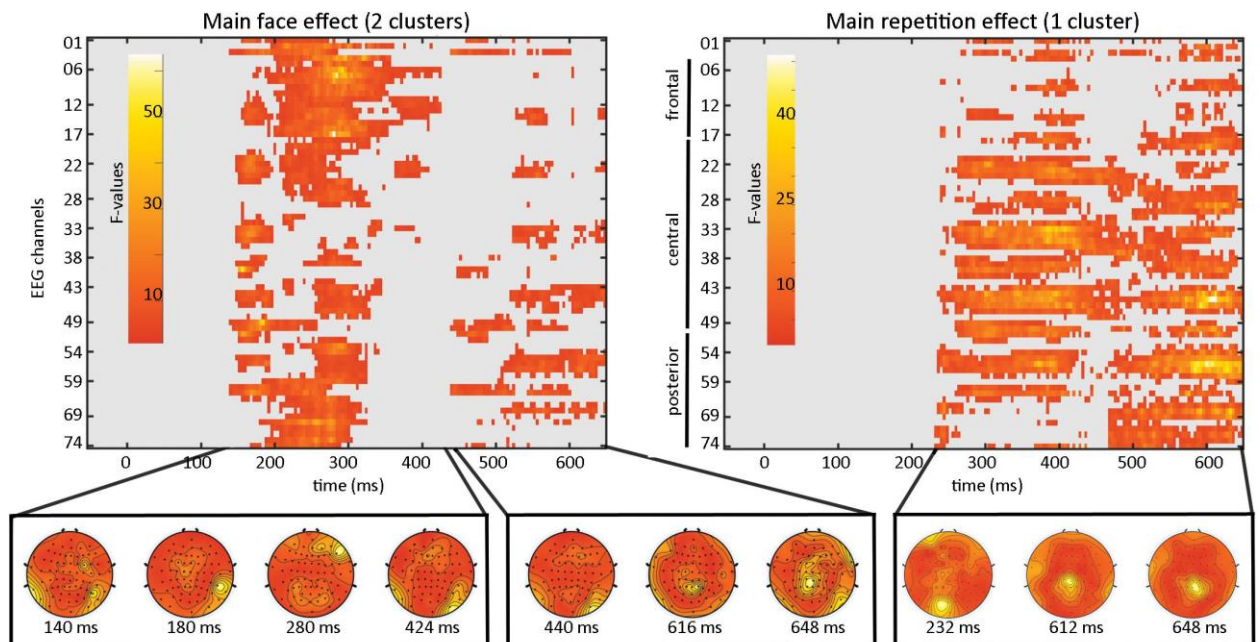 Main face effect (2 clusters)
Main repetition effect (1 cluster)
EEG channels
01
06
12
17
22
28
33
38
43
49
54
59
69
74
F-values
50
30
10
0
200
300
400
500
600
time (ms)
frontal
central
posterior
01
06
12
17
22
28
33
38
43
49
54
59
69
74
F-values
40
25
10
0
100
200
300
400
500
600
time (ms)
140 ms
180 ms
280 ms
424 ms
440 ms
616 ms
648 ms
232 ms
612 ms
648 ms